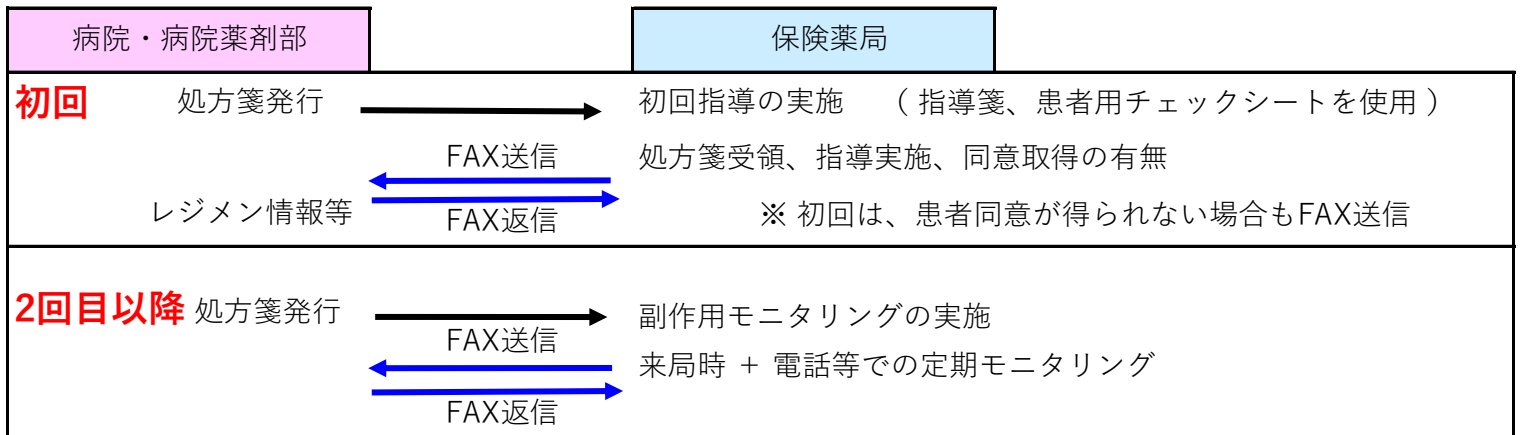 病院・病院薬剤部
保険薬局
初回 処方箋発行 初回指導の実施 ( 指導箋、患者用チェックシートを使用 )
FAX送信 処方箋受領、指導実施、同意取得の有無
レジメン情報等 FAX返信 ※ 初回は、患者同意が得られない場合もFAX送信
2回目以降 処方箋発行 副作用モニタリングの実施
FAX送信
来局時 + 電話等での定期モニタリング
FAX返信